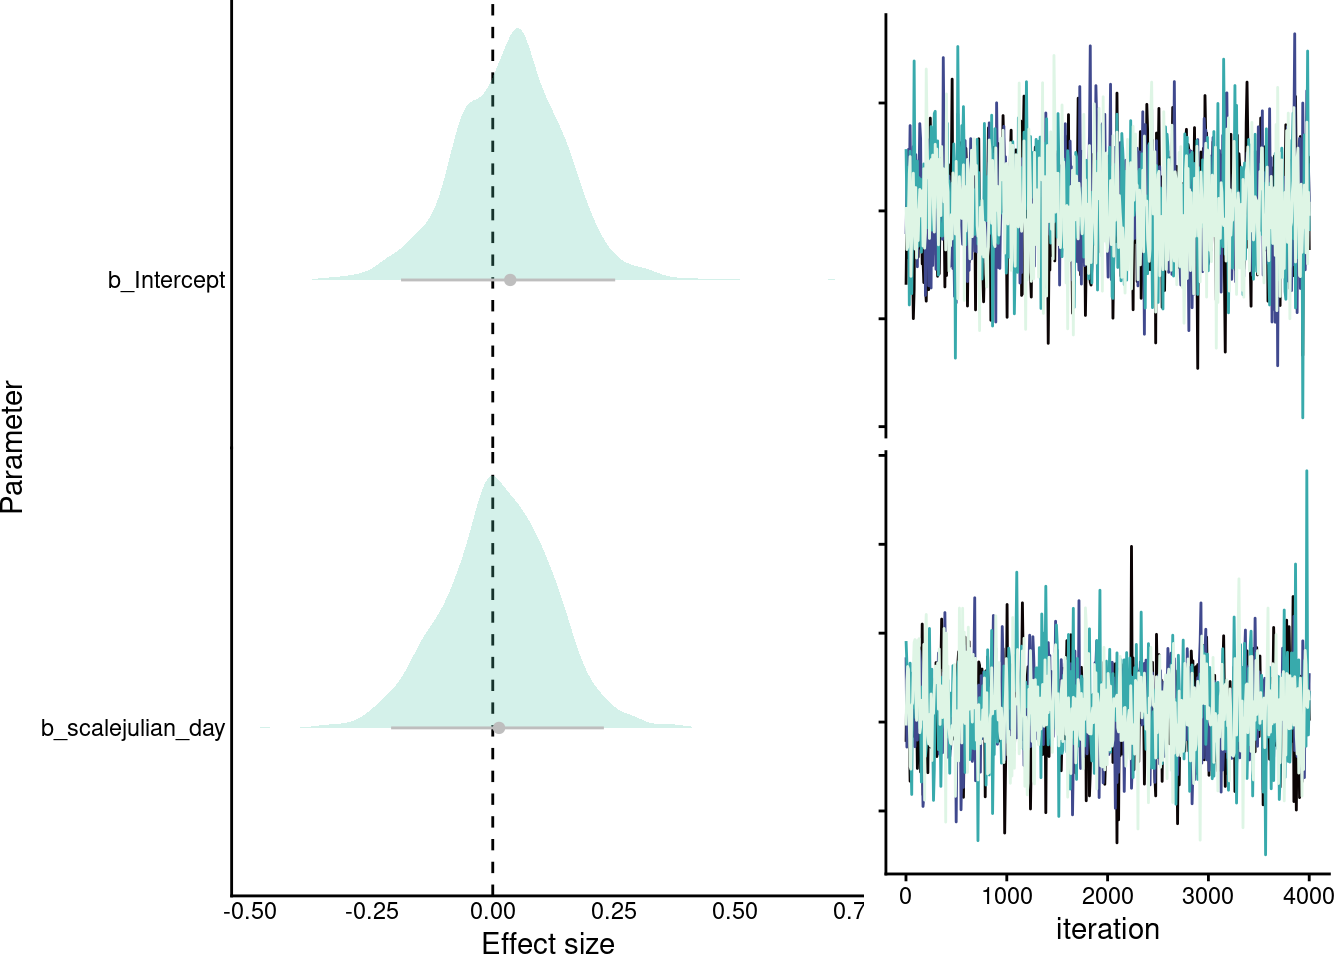 b_Intercept
Parameter
b_scalejulian_day
-0.50 -0.25 0.00 0.25 0.50 0.7
Effect size
0 1000 2000 3000 4000
iteration